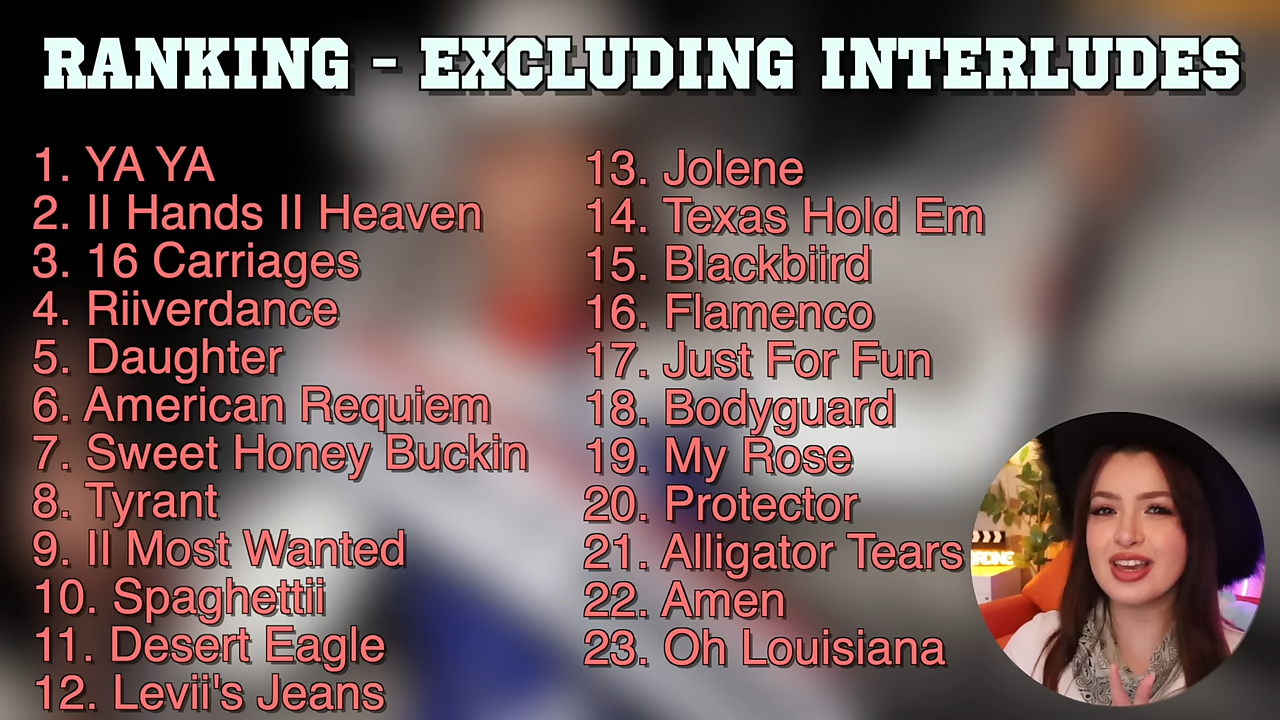 RANKING - EXCLUDING INTERLUDES
1. YA YA
2. II Hands II Heaven
3. 16 Carriages
4. Riiverdance
5. Daughter
6. American Requiem
7. Sweet Honey Buckin
8. Tyrant
9. II Most Wanted
10. Spaghettii
11. Desert Eagle
12. Levii's Jeans
13. Jolene
14. Texas Hold Em
15. Blackbiird
16. Flamenco
17. Just For Fun
18. Bodyguard
19. My Rose
20. Protector
21. Alligator Tears
22. Amen
23. Oh Louisiana